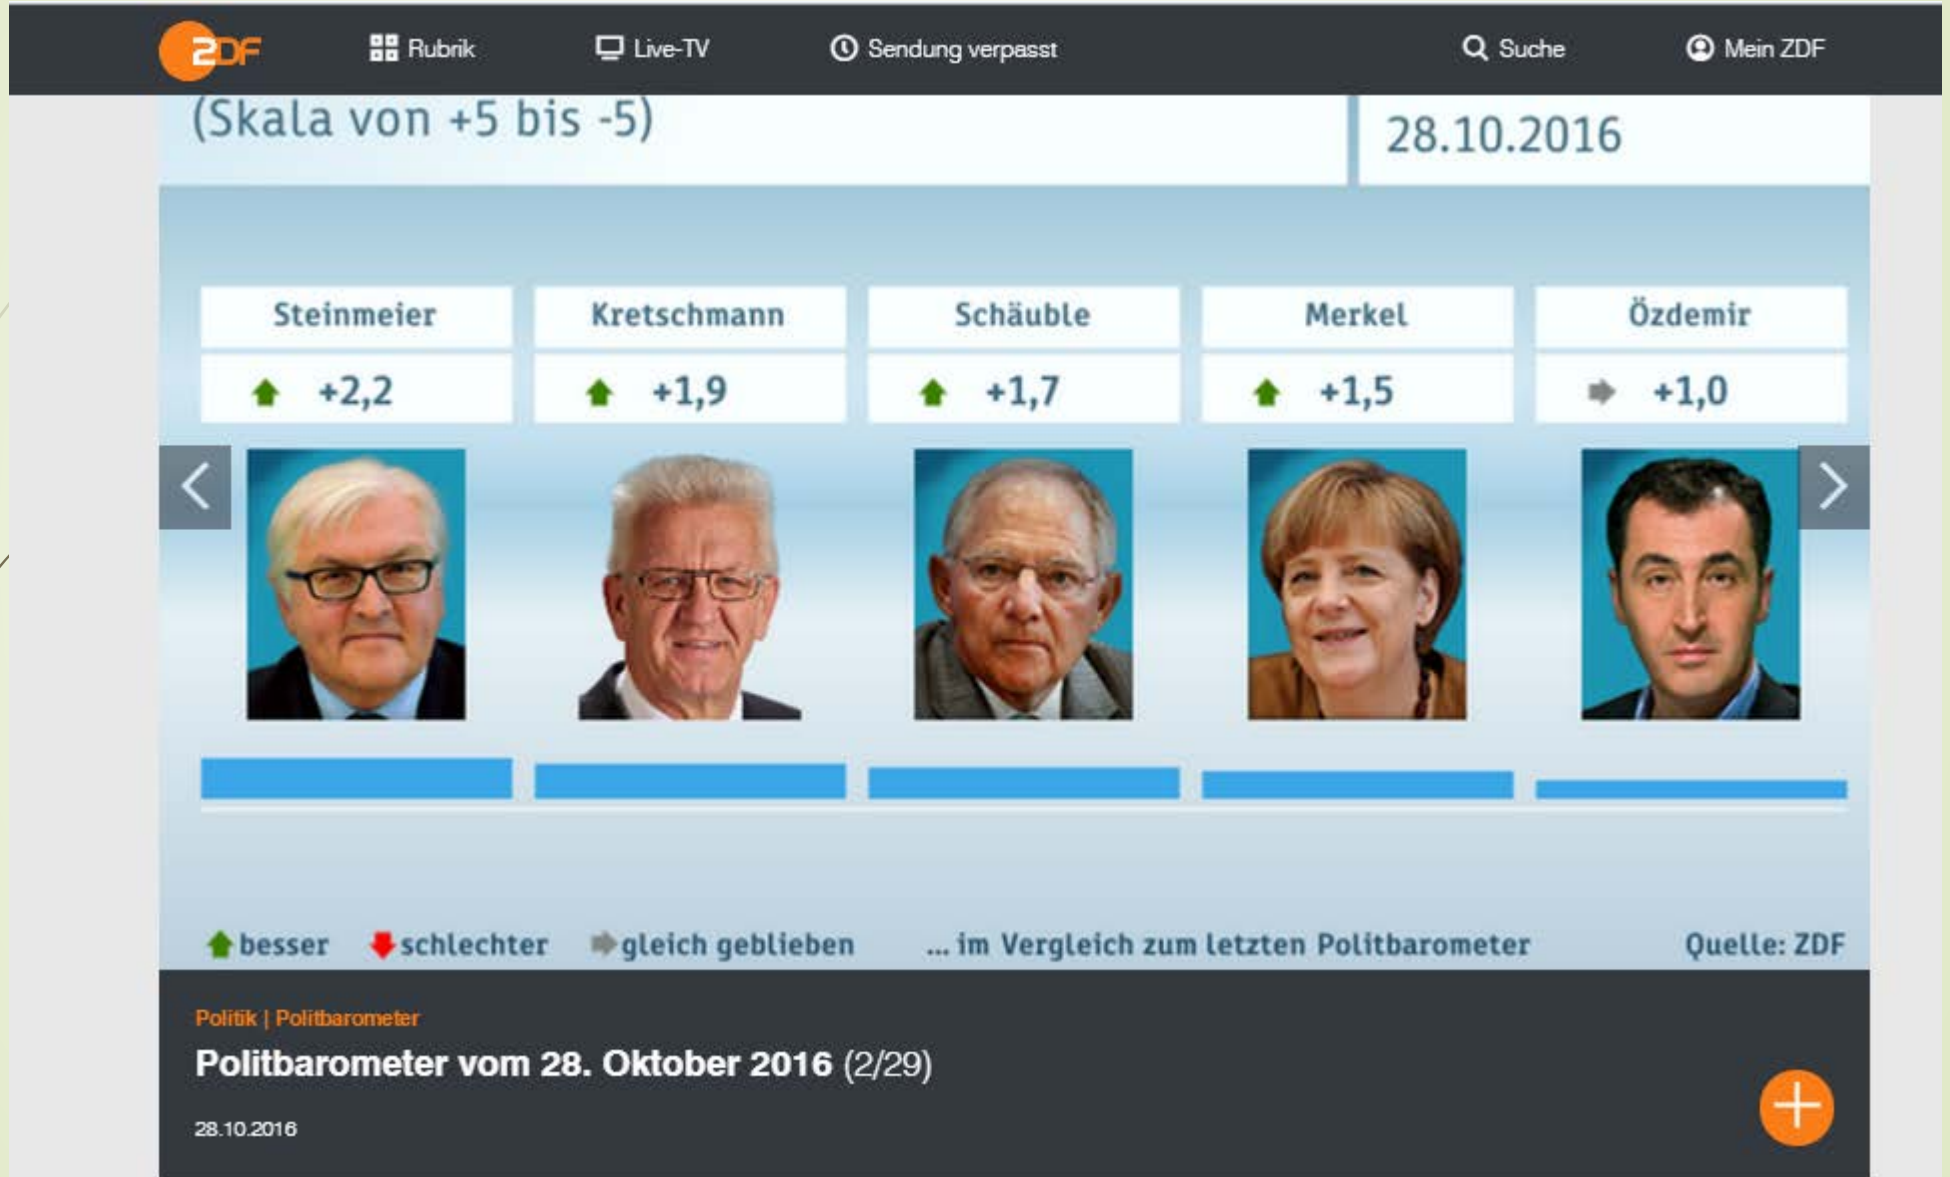 ZDF Rubrik Live-TV Sendung verpasst Suche Mein ZDF
(Skala von +5 bis -5)
28.10.2016
Steinmeier Kretschmann Schäuble Merkel Özdemir
+2,2 +1,9 +1,7 +1,5 +1,0
besser schlechter gleich geblieben ... im Vergleich zum letzten Politbarometer Quelle: ZDF
Politik | Politbarometer
Politbarometer vom 28. Oktober 2016 (2/29)
28.10.2016